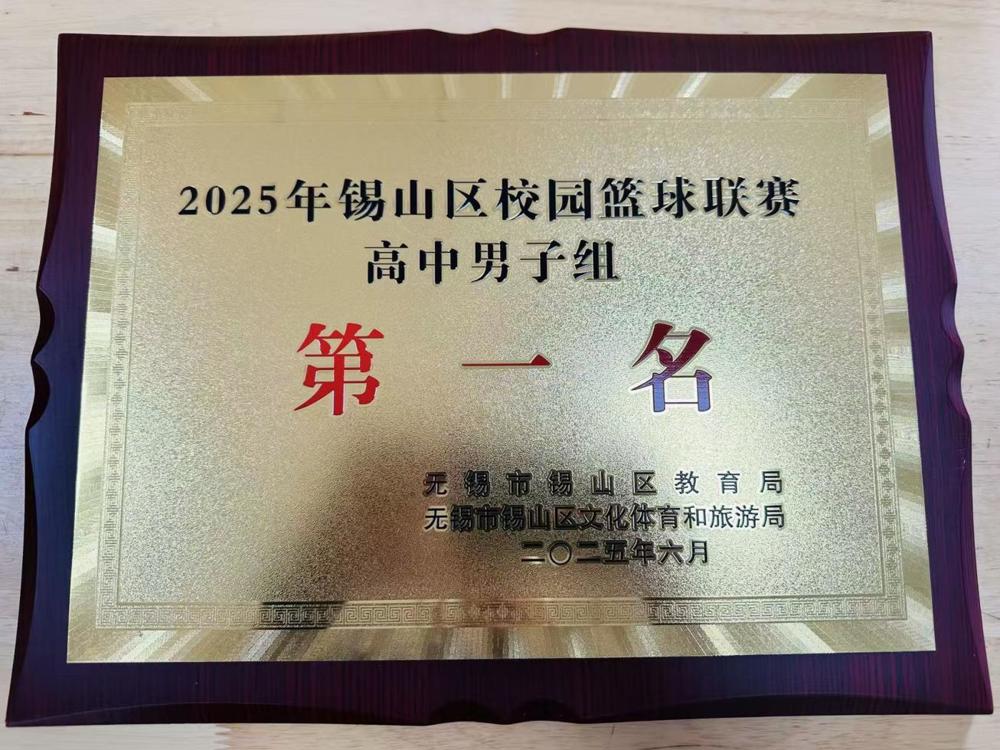 2025年锡山区校园篮球联赛
高中男子组
第一名
无锡市锡山区教育局
无锡市锡山区文化体育和旅游局
二〇二五年六月